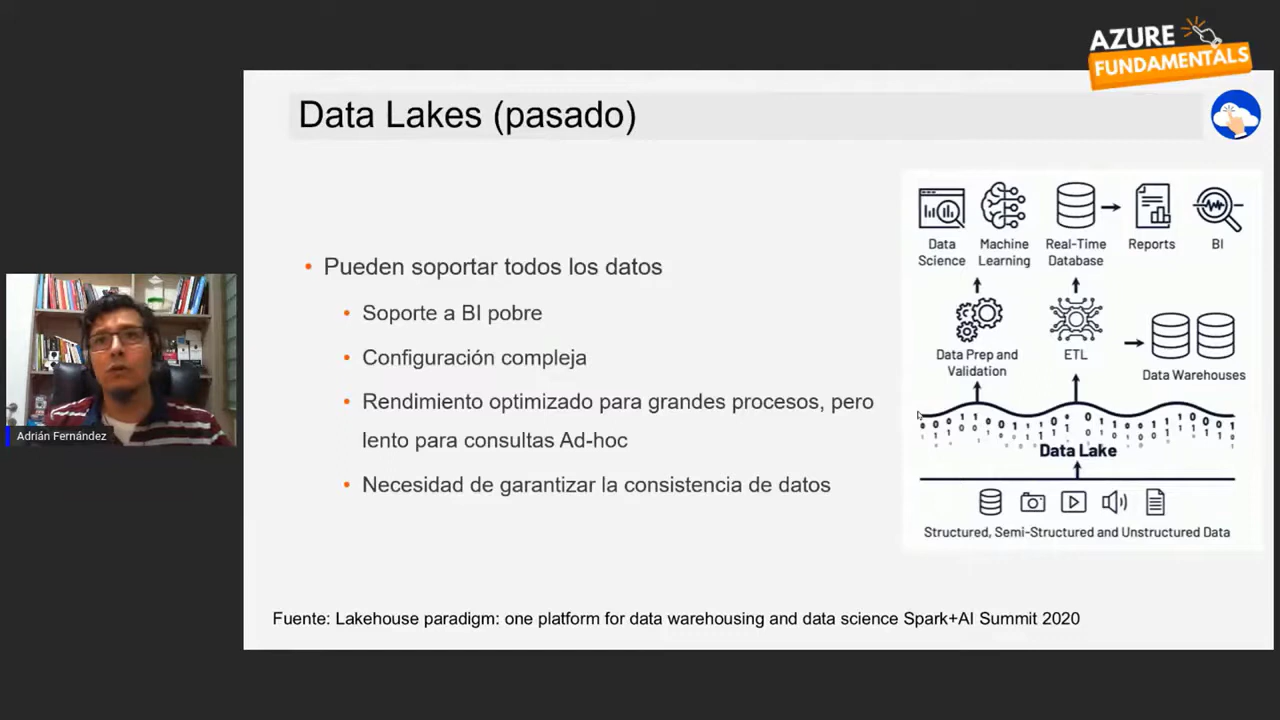 AZURE
FUNDAMENTALS
Data Lakes (pasado)
• Pueden soportar todos los datos
• Soporte a BI pobre
• Configuración compleja
• Rendimiento optimizado para grandes procesos, pero
lento para consultas Ad-hoc
• Necesidad de garantizar la consistencia de datos
Data
Science
Machine
Learning
Real-Time
Database
Reports
BI
Data Prep and
Validation
ETL
Data Warehouses
Data Lake
Structured, Semi-Structured and Unstructured Data
Adrián Fernández
Fuente: Lakehouse paradigm: one platform for data warehousing and data science Spark+AI Summit 2020